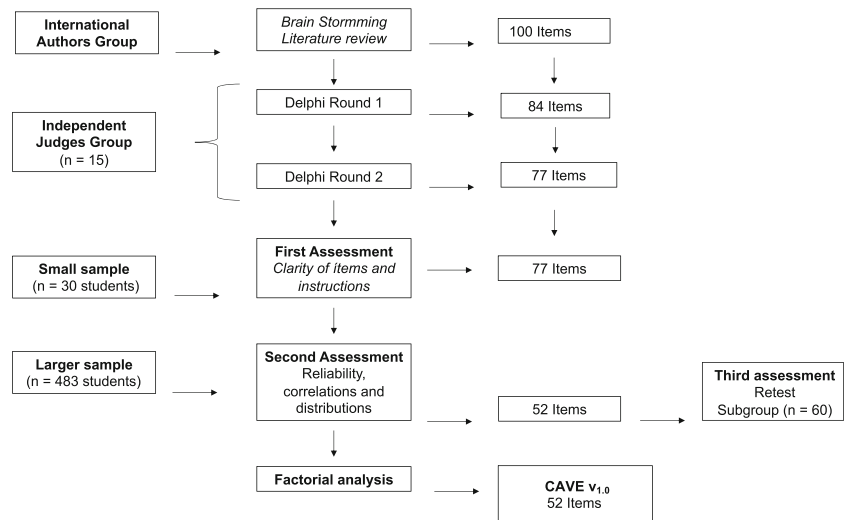 International
Authors Group
Brain Stormming
Literature review
100 Items
Delphi Round 1
84 Items
Independent
Judges Group
(n = 15)
Delphi Round 2
77 Items
First Assessment
Clarity of items and
instructions
77 Items
Small sample
(n = 30 students)
Second Assessment
Reliability,
correlations and
distributions
Larger sample
(n = 483 students)
52 Items
Third assessment
Retest
Subgroup (n = 60)
Factorial analysis
CAVE v1.0
52 Items